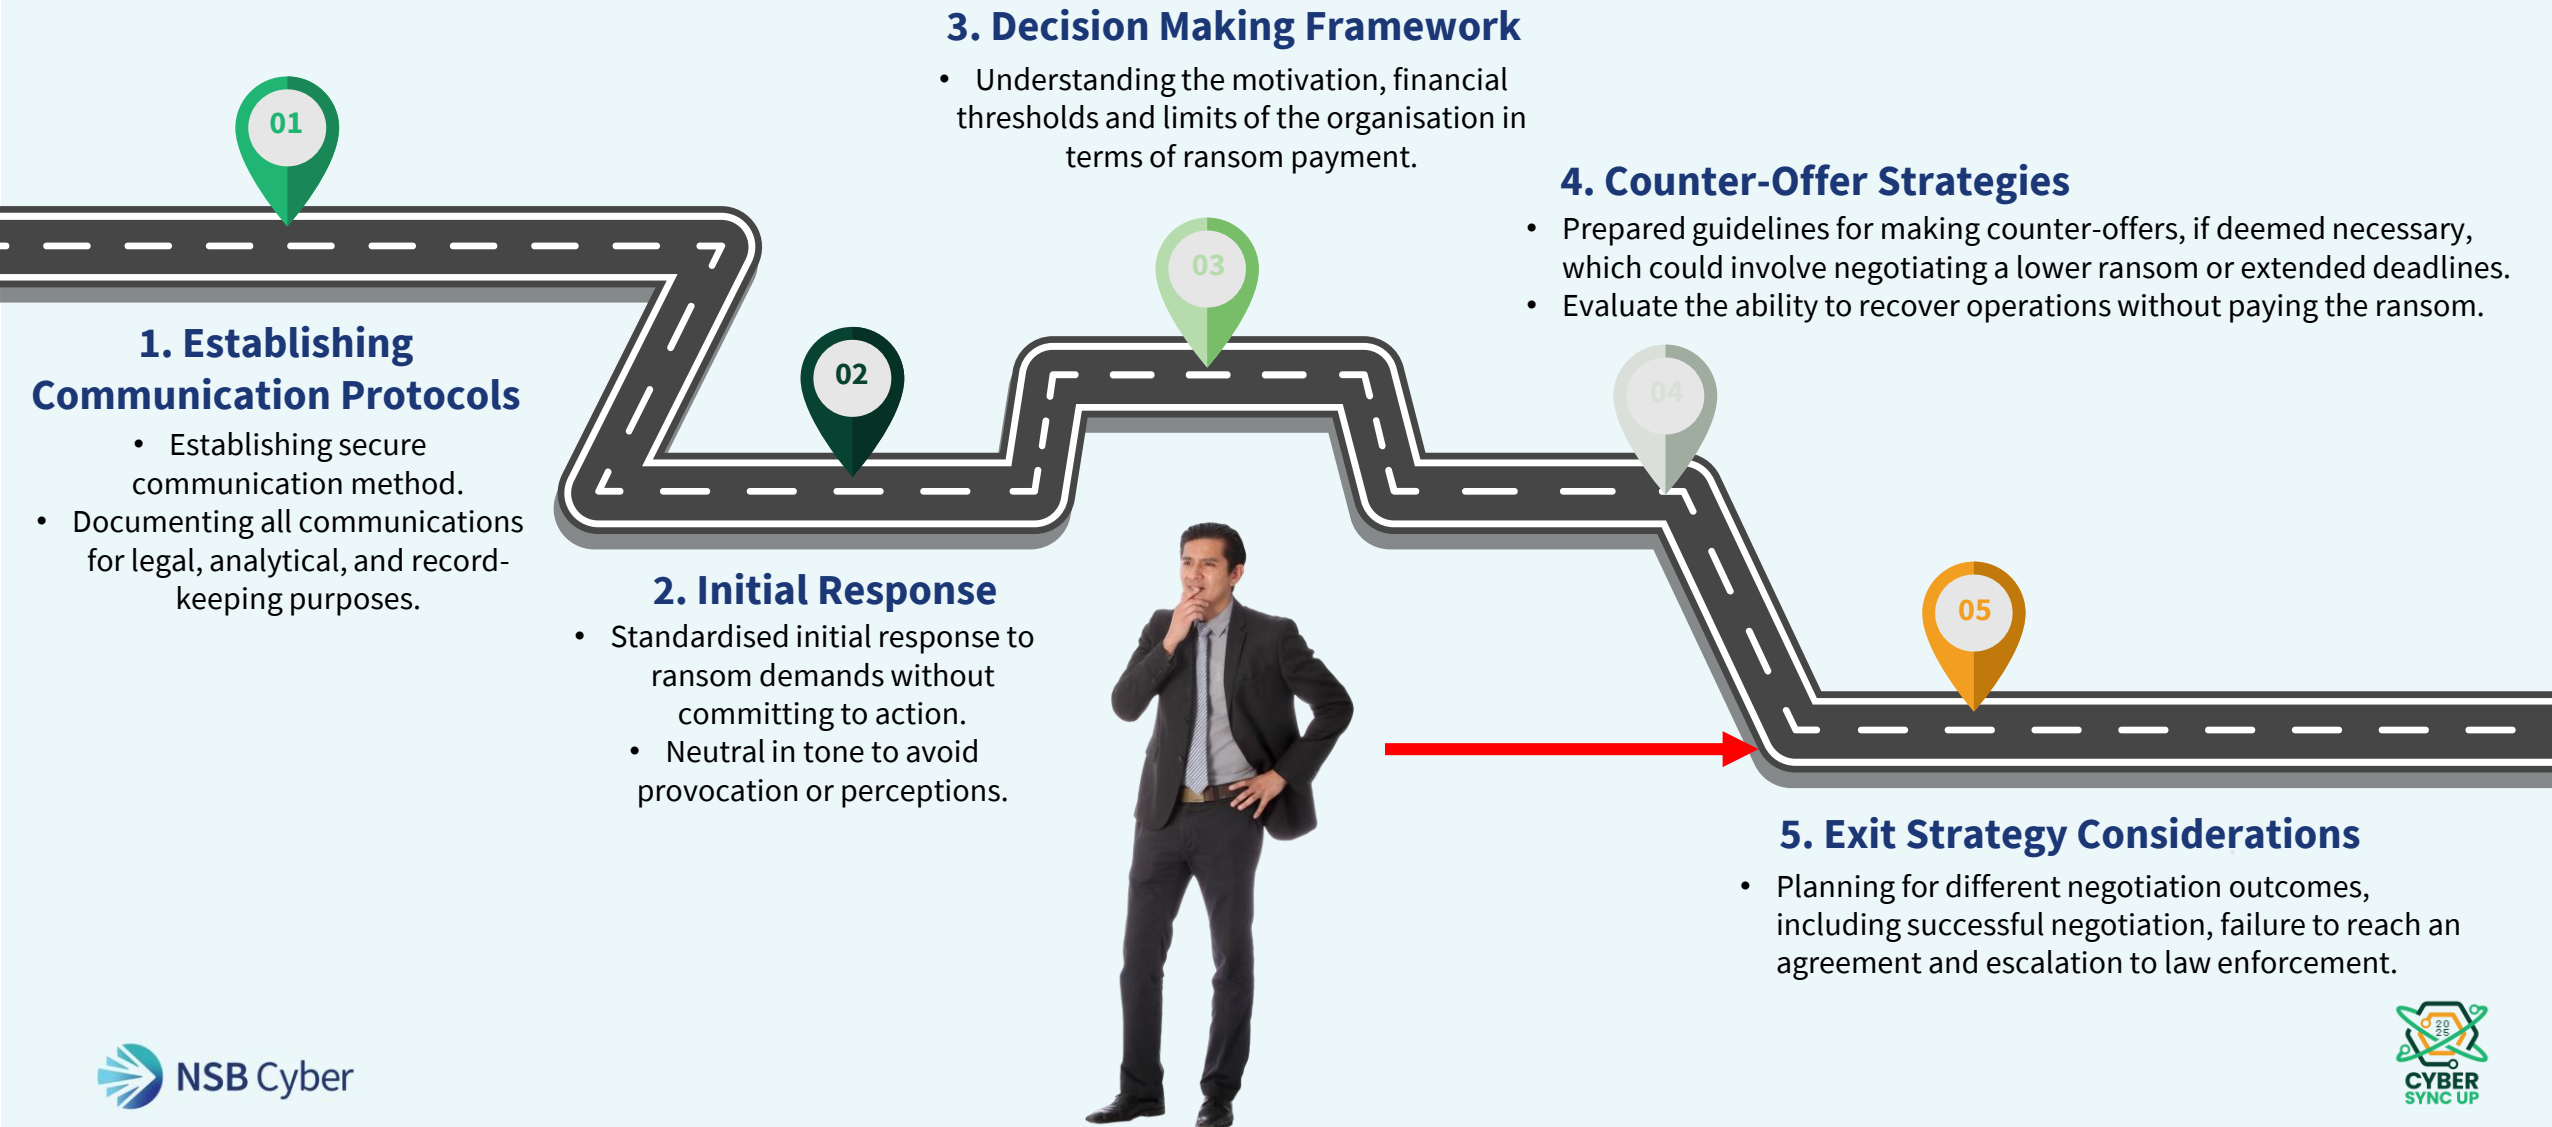 3. Decision Making Framework
• Understanding the motivation, financial
thresholds and limits of the organisation in
terms of ransom payment.
01
4. Counter-Offer Strategies
• Prepared guidelines for making counter-offers, if deemed necessary,
which could involve negotiating a lower ransom or extended deadlines.
• Evaluate the ability to recover operations without paying the ransom.
03
1. Establishing
Communication Protocols
• Establishing secure
communication method.
• Documenting all communications
for legal, analytical, and record-
keeping purposes.
02
04
2. Initial Response
• Standardised initial response to
ransom demands without
committing to action.
• Neutral in tone to avoid
provocation or perceptions.
05
5. Exit Strategy Considerations
• Planning for different negotiation outcomes,
including successful negotiation, failure to reach an
agreement and escalation to law enforcement.
NSB Cyber
20
25
CYBER
SYNC UP